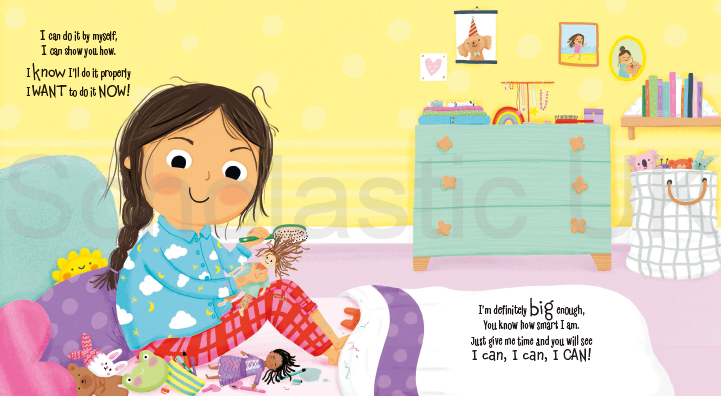 I can do it by myself,
I can show you how.
I know I'll do it properly
I WANT to do it NOW!
Scholastic U
I'm definitely big enough,
You know how smart I am.
Just give me time and you will see
I can, I can, I CAN!